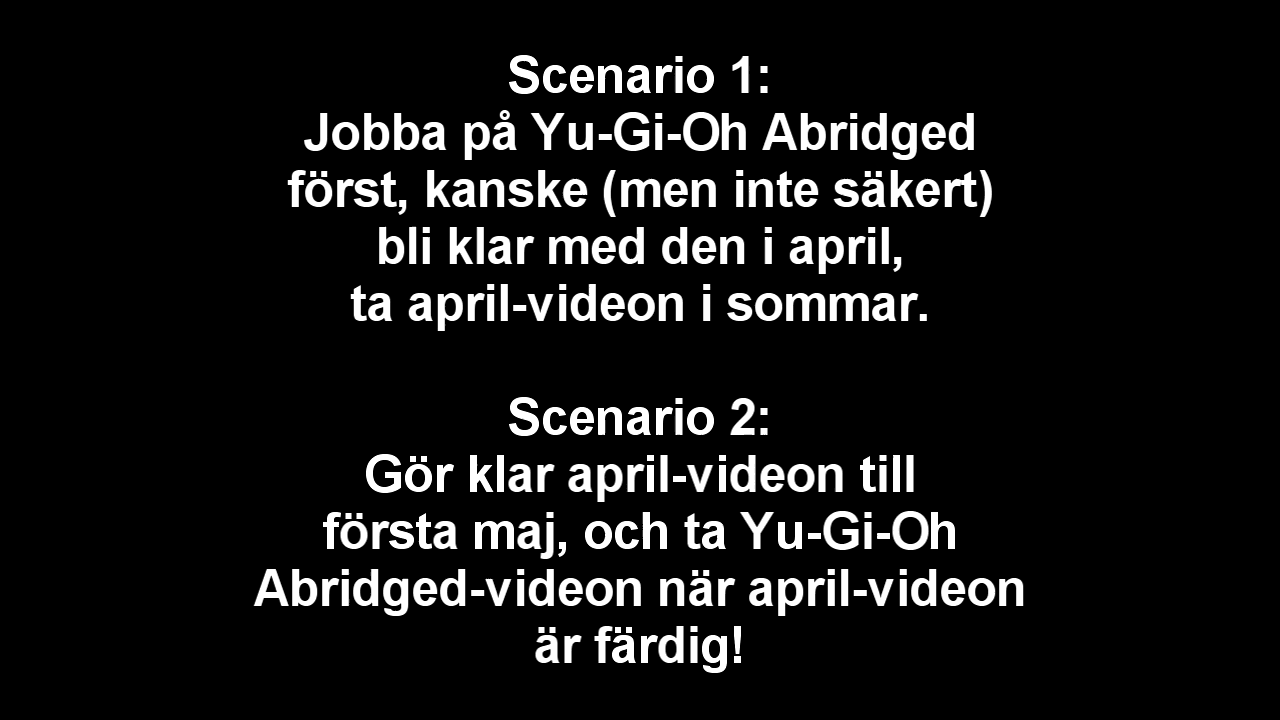 Scenario 1:
Jobba på Yu-Gi-Oh Abridged
först, kanske (men inte säkert)
bli klar med den i april,
ta april-videon i sommar.
Scenario 2:
Gör klar april-videon till
första maj, och ta Yu-Gi-Oh
Abridged-videon när april-videon
är färdig!